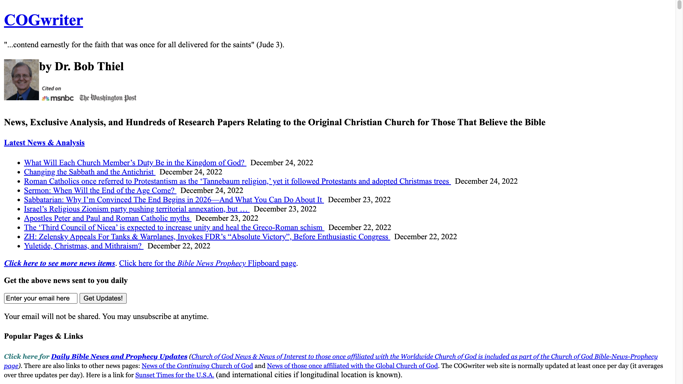 COGwriter
"...contend earnestly for the faith that was once for all delivered for the saints" (Jude 3).
by Dr. Bob Thiel
Cited on
msnbc The Washington Post
News, Exclusive Analysis, and Hundreds of Research Papers Relating to the Original Christian Church for Those That Believe the Bible
Latest News & Analysis
What Will Each Church Member's Duty Be in the Kingdom of God? December 24, 2022
Changing the Sabbath and the Antichrist December 24, 2022
Roman Catholics once referred to Protestantism as the ‘Tannebaum religion,’ yet it followed Protestants and adopted Christmas trees December 24, 2022
Sermon: When Will the End of the Age Come? December 24, 2022
Sabbatarian: Why I’m Convinced The End Begins in 2026—And What You Can Do About It December 23, 2022
Israel’s Religious Zionism party pushing territorial annexation, but … December 23, 2022
Apostles Peter and Paul and Roman Catholic myths December 23, 2022
The ‘Third Council of Nicea’ is expected to increase unity and heal the Greco-Roman schism December 22, 2022
ZH: Zelensky Appeals For Tanks & Warplanes, Invokes FDR’s “Absolute Victory”, Before Enthusiastic Congress December 22, 2022
Yuletide, Christmas, and Mithraism? December 22, 2022
Click here to see more news items. Click here for the Bible News Prophecy Flipboard page.
Get the above news sent to you daily
Enter your email here Get Updates!
Your email will not be shared. You may unsubscribe at anytime.
Popular Pages & Links
Click here for Daily Bible News and Prophecy Updates (Church of God News & News of Interest to those once affiliated with the Worldwide Church of God is included as part of the Church of God Bible-News-Prophecy
page). There are also links to other news pages: News of the Continuing Church of God and News of those once affiliated with the Global Church of God. The COGwriter web site is normally updated at least once per day (it averages
over three updates per day). Here is a link for Sunset Times for the U.S.A. (and international cities if longitudinal location is known).